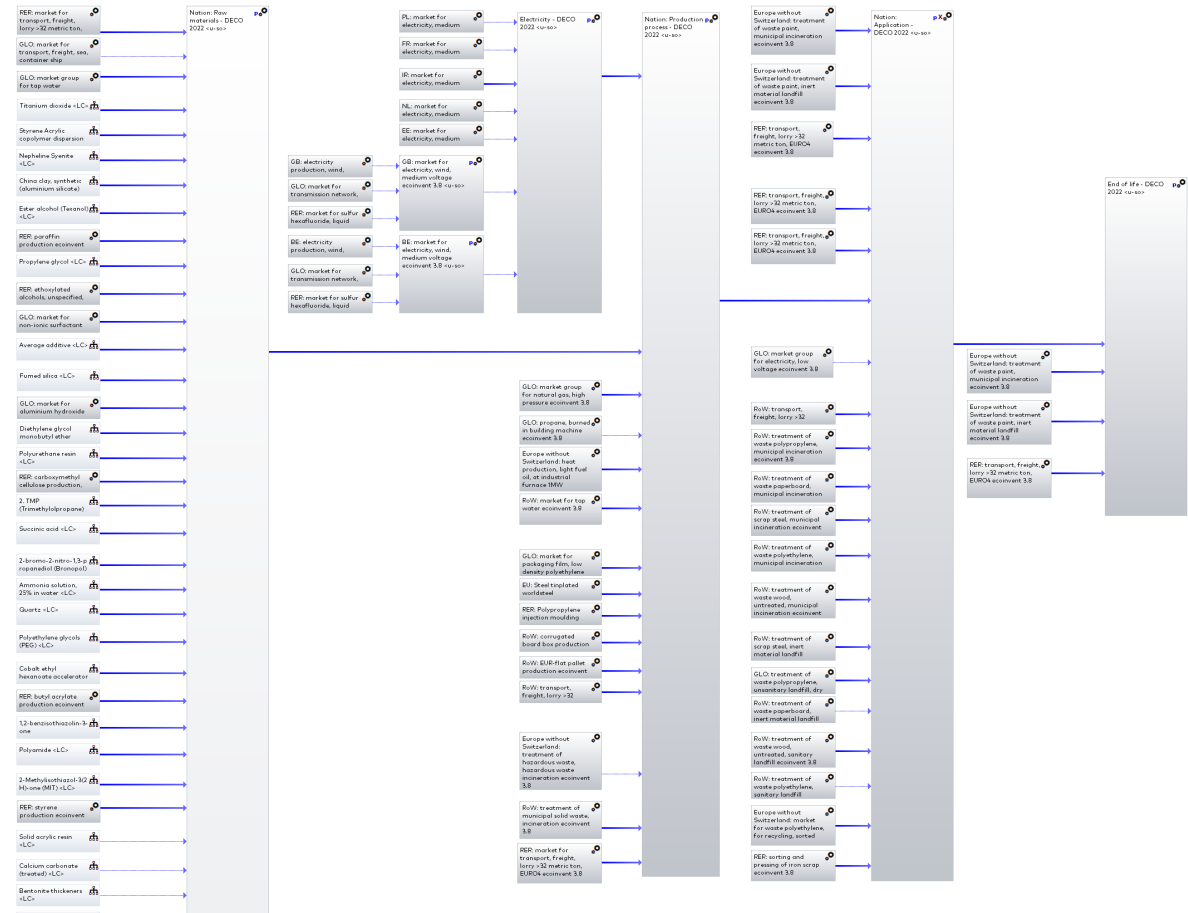 RER: market for
transport, freight,
lorry >32 metric ton,
GLO: market for
transport, freight, sea,
container ship
GLO: market group
for tap water
Titanium dioxide <LC>
Styrene Acrylic
copolymer dispersion
Nepheline Syenite
<LC>
China clay, synthetic
(aluminium silicate)
Ester alcohol (Texanol)
<LC>
RER: paraffin
production ecoinvent
Propylene glycol <LC>
RER: ethoxylated
alcohols, unspecified,
GLO: market for
non-ionic surfactant
Average additive <LC>
Fumed silica <LC>
GLO: market for
aluminium hydroxide
Diethylene glycol
monobutyl ether
Polyurethane resin
<LC>
RER: carboxymethyl
cellulose production,
2. TMP
(Trimethylolpropane)
Succinic acid <LC>
2-bromo-2-nitro-1,3-p
ropanediol (Bronopol)
Ammonia solution,
25% in water <LC>
Quartz <LC>
Polyethylene glycols
(PEG) <LC>
Cobalt ethyl
hexanoate accelerator
RER: butyl acrylate
production ecoinvent
1,2-benzisothiazolin-3-
one
Polyamide <LC>
2-Methylisothiazol-3(2
H)-one (MIT) <LC>
RER: styrene
production ecoinvent
Solid acrylic resin
<LC>
Calcium carbonate
(treated) <LC>
Bentonite thickeners
<LC>
Nation: Raw
materials - DECO
2022 <u-so>
GB: electricity
production, wind,
GLO: market for
transmission network,
RER: market for sulfur
hexafluoride, liquid
BE: electricity
production, wind,
GLO: market for
transmission network,
RER: market for sulfur
hexafluoride, liquid
PL: market for
electricity, medium
FR: market for
electricity, medium
IR: market for
electricity, medium
NL: market for
electricity, medium
EE: market for
electricity, medium
GB: market for
electricity, wind,
medium voltage
ecoinvent 3.8 <u-so>
BE: market for
electricity, wind,
medium voltage
ecoinvent 3.8 <u-so>
Electricity - DECO
2022 <u-so>
GLO: market group
for natural gas, high
pressure ecoinvent 3.8
GLO: propane, burned
in building machine
ecoinvent 3.8
Europe without
Switzerland: heat
production, light fuel
oil, at industrial
furnace 1MW
RoW: market for tap
water ecoinvent 3.8
GLO: market for
packaging film, low
density polyethylene
EU: Steel tinplated
worldsteel
RER: Polypropylene
injection moulding
RoW: corrugated
board box production
RoW: EUR-flat pallet
production ecoinvent
RoW: transport,
freight, lorry >32
Europe without
Switzerland:
treatment of
hazardous waste,
hazardous waste
incineration ecoinvent
3.8
RoW: treatment of
municipal solid waste,
incineration ecoinvent
3.8
RER: market for
transport, freight,
lorry >32 metric ton,
EURO4 ecoinvent 3.8
Nation: Production
process - DECO
2022 <u-so>
Europe without
Switzerland: treatment
of waste paint,
municipal incineration
ecoinvent 3.8
Europe without
Switzerland: treatment
of waste paint, inert
material landfill
ecoinvent 3.8
RER: transport,
freight, lorry >32
metric ton, EURO4
ecoinvent 3.8
RER: transport, freight,
lorry >32 metric ton,
EURO4 ecoinvent 3.8
RER: transport, freight,
lorry >32 metric ton,
EURO4 ecoinvent 3.8
GLO: market group
for electricity, low
voltage ecoinvent 3.8
RoW: transport,
freight, lorry >32
RoW: treatment of
waste polypropylene,
municipal incineration
ecoinvent 3.8
RoW: treatment of
waste paperboard,
municipal incineration
RoW: treatment of
scrap steel, municipal
incineration ecoinvent
RoW: treatment of
waste polyethylene,
municipal incineration
RoW: treatment of
waste wood,
untreated, municipal
incineration ecoinvent
RoW: treatment of
scrap steel, inert
material landfill
GLO: treatment of
waste polypropylene,
unsanitary landfill, dry
RoW: treatment of
waste paperboard,
inert material landfill
RoW: treatment of
waste wood,
untreated, sanitary
landfill ecoinvent 3.8
RoW: treatment of
waste polyethylene,
sanitary landfill
Europe without
Switzerland: market
for waste polyethylene,
for recycling, sorted
RER: sorting and
pressing of iron scrap
ecoinvent 3.8
Nation:
Application -
DECO 2022 <u-so>
Europe without
Switzerland: treatment
of waste paint,
municipal incineration
ecoinvent 3.8
Europe without
Switzerland: treatment
of waste paint, inert
material landfill
ecoinvent 3.8
RER: transport, freight,
lorry >32 metric ton,
EURO4 ecoinvent 3.8
End of life - DECO
2022 <u-so>